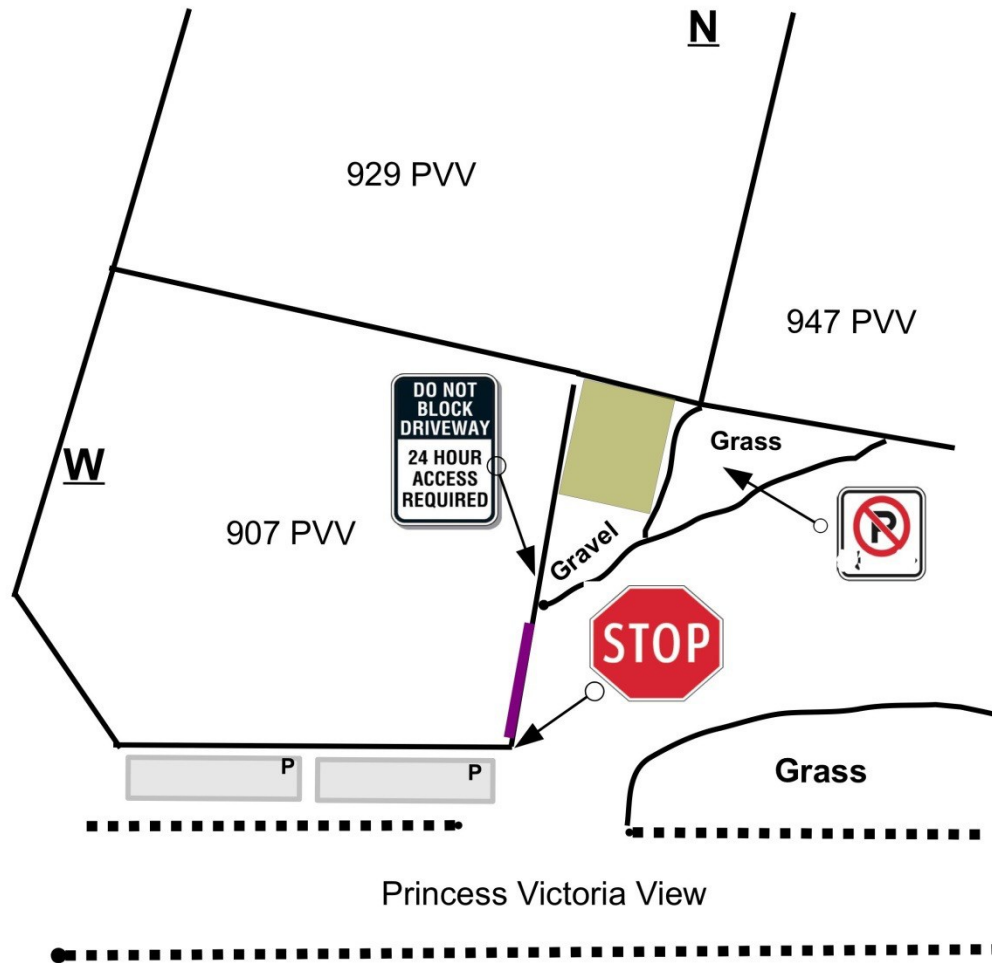 N
929 PVV
947 PVV
DO NOT
BLOCK
DRIVEWAY
24 HOUR
ACCESS
REQUIRED
Grass
W
907 PVV
P
Gravel
STOP
P
P
Grass
Princess Victoria View